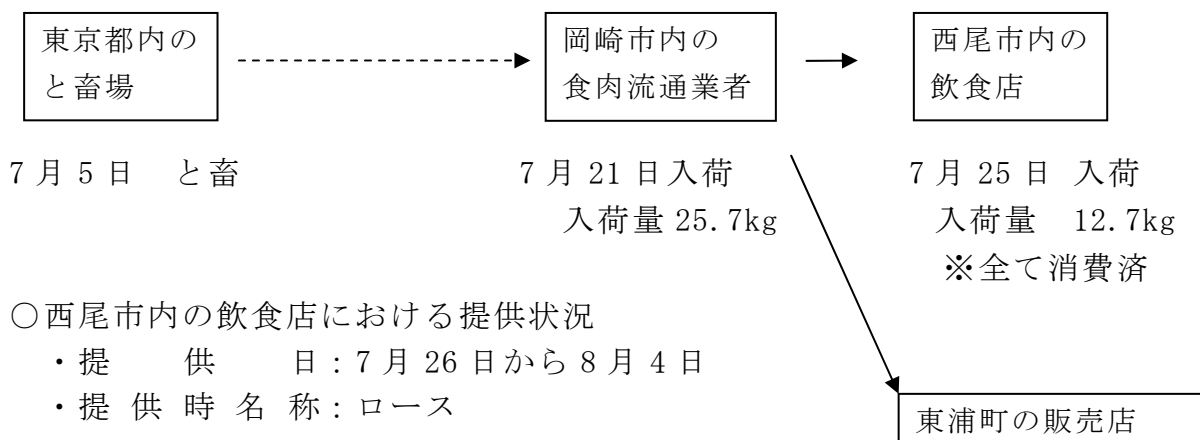 東京都内の
と畜場
岡崎市内の
食肉流通業者
西尾市内の
飲食店
7月5日 と畜
7月21日入荷
入荷量25.7kg
7月25日 入荷
入荷量 12.7kg
※全て消費済
○西尾市内の飲食店における提供状況
・提 供 日：7月26日から8月4日
・提 供 時 名 称：ロース
東浦町の販売店